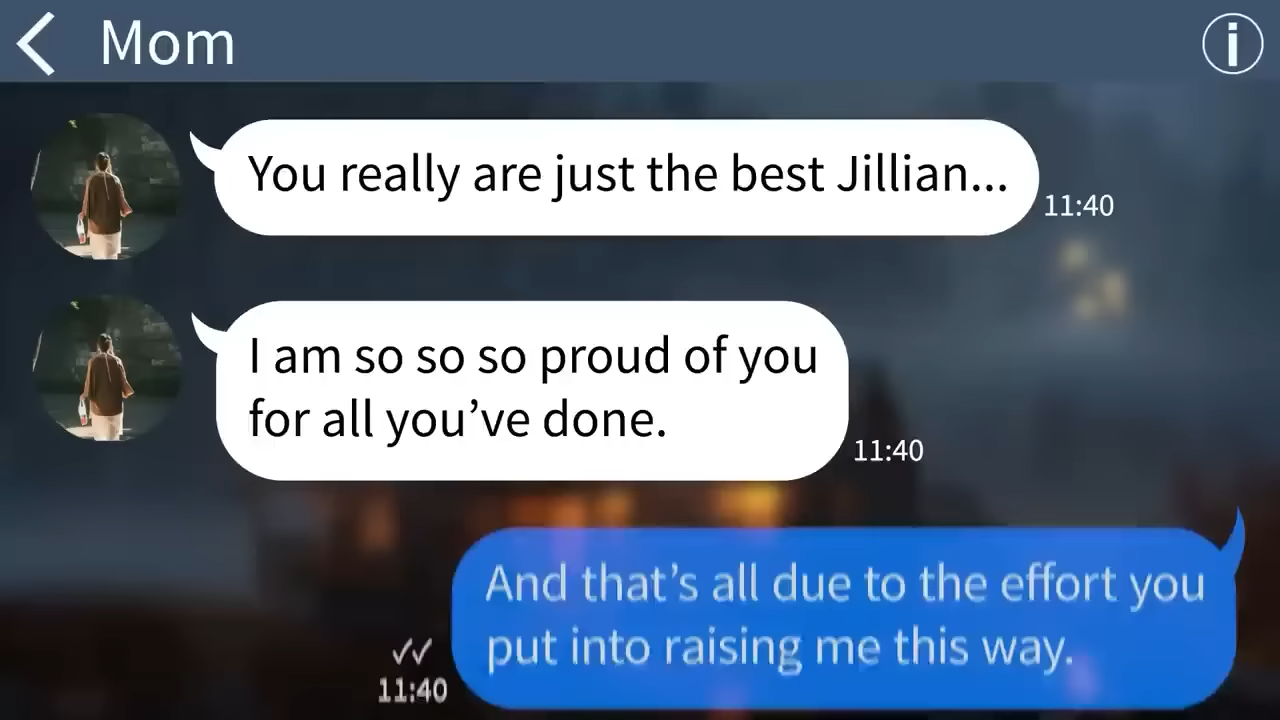 Mom
You really are just the best Jillian...
11:40
I am so so so proud of you
for all you’ve done.
11:40
And that’s all due to the effort you
put into raising me this way.
11:40